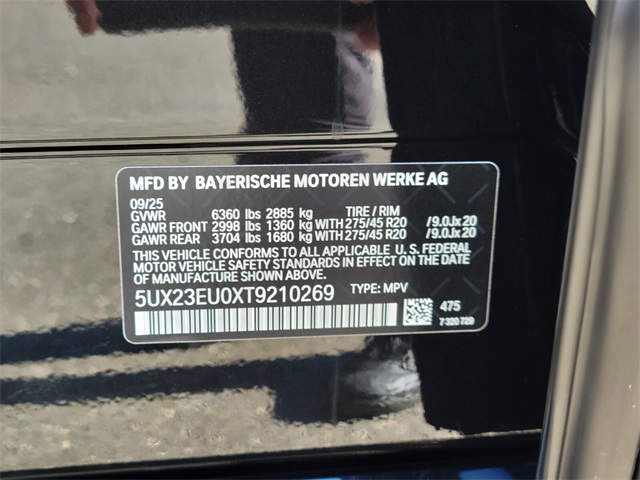 MFD BY BAYERISCHE MOTOREN WERKE AG
09/25
GVWR 6360 lbs 2885 kg TIRE / RIM
GAWR FRONT 2998 lbs 1360 kg WITH 275/45 R20 /9.0Jx20
GAWR REAR 3704 lbs 1680 kg WITH 275/45 R20 /9.0Jx20
THIS VEHICLE CONFORMS TO ALL APPLICABLE U.S. FEDERAL
MOTOR VEHICLE SAFETY STANDARDS IN EFFECT ON THE DATE
OF MANUFACTURE SHOWN ABOVE.
5UX23EU0XT9210269 TYPE: MPV
475
7 320 729